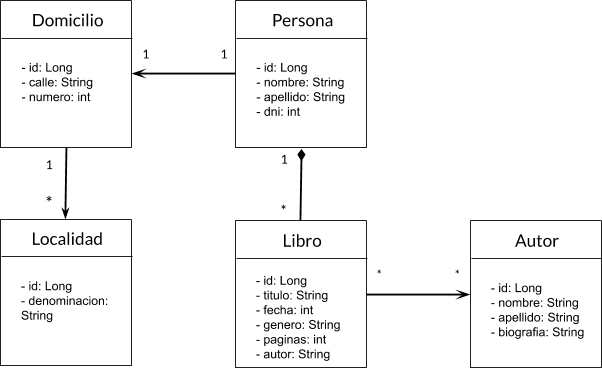 Domicilio
- id: Long
- calle: String
- numero: int
1
1
Persona
- id: Long
- nombre: String
- apellido: String
- dni: int
1
*
1
*
Localidad
- id: Long
- denominacion:
String
Libro
- id: Long
- titulo: String
- fecha: int
- genero: String
- paginas: int
- autor: String
*
*
Autor
- id: Long
- nombre: String
- apellido: String
- biografia: String